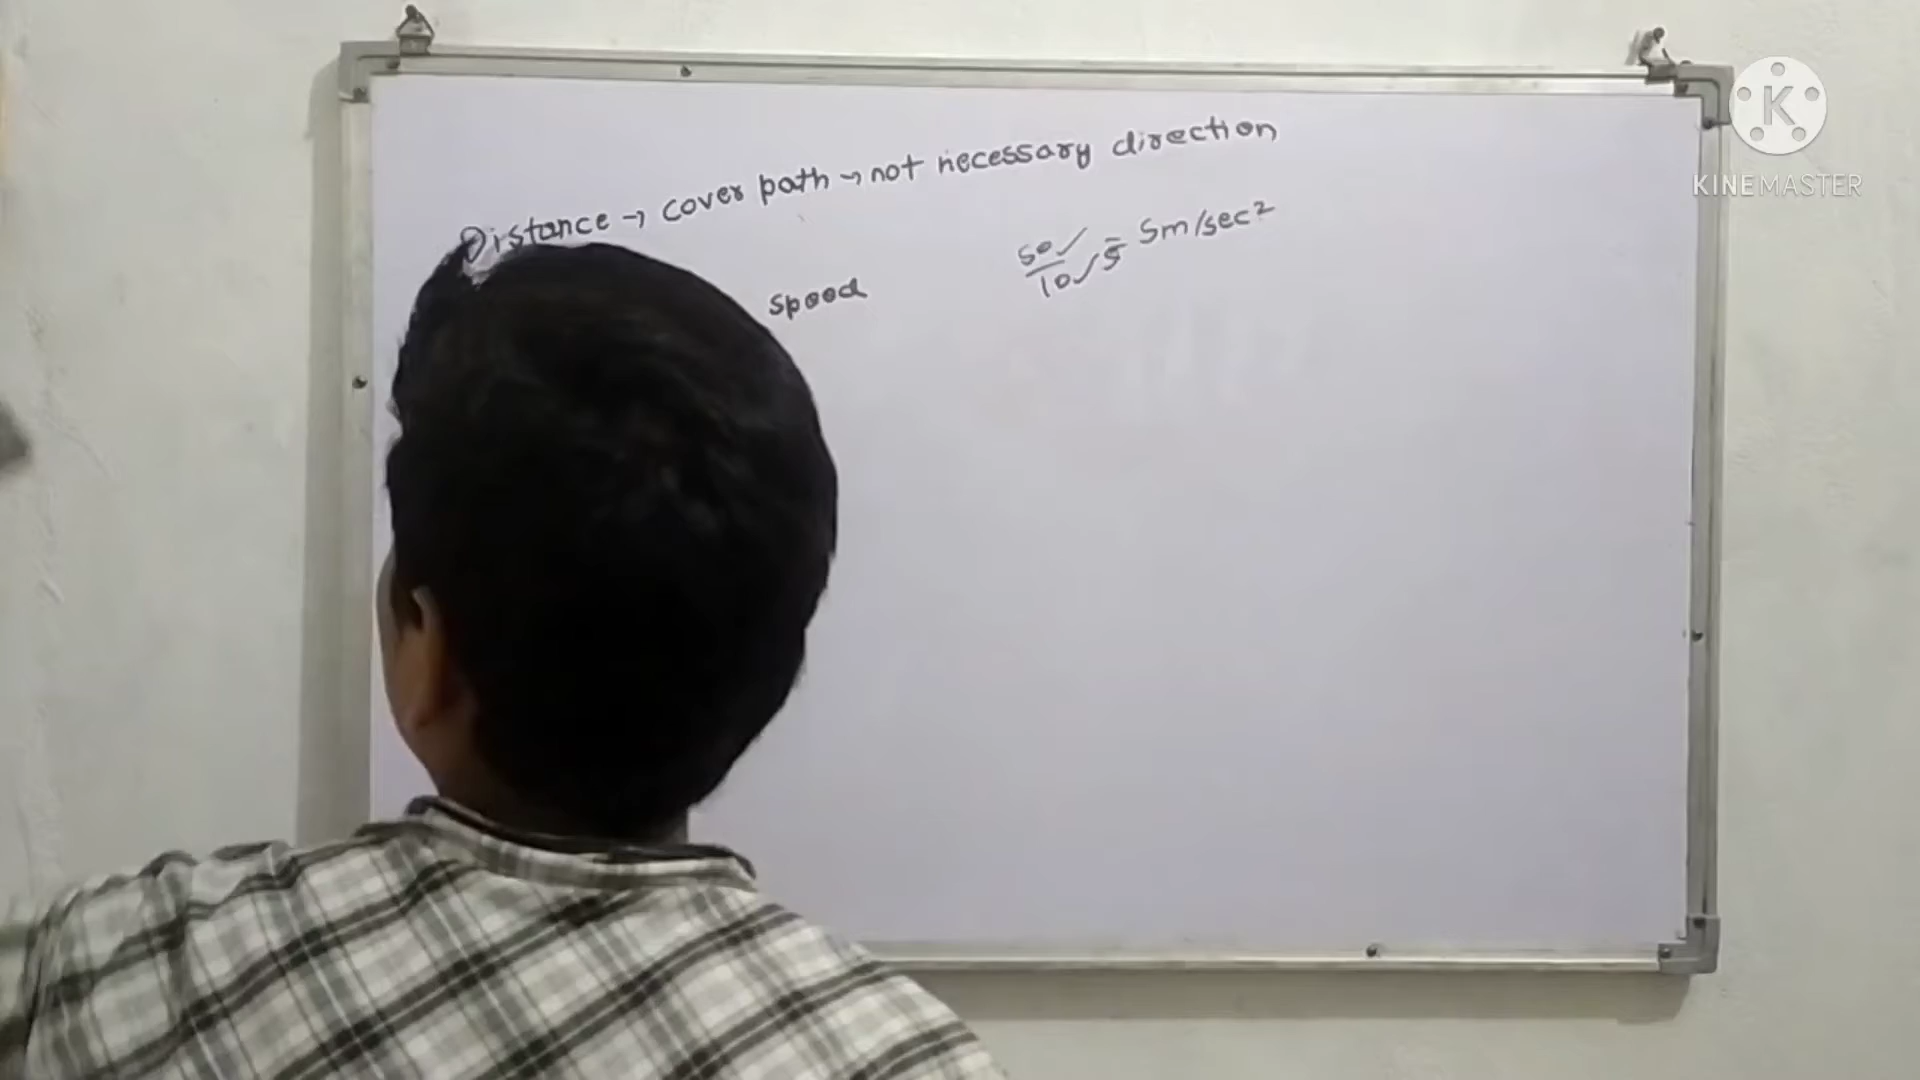 Distance → cover path → not necessary direction
speed
50✓
10✓ 5 = 5m/sec²
K
KINEMASTER